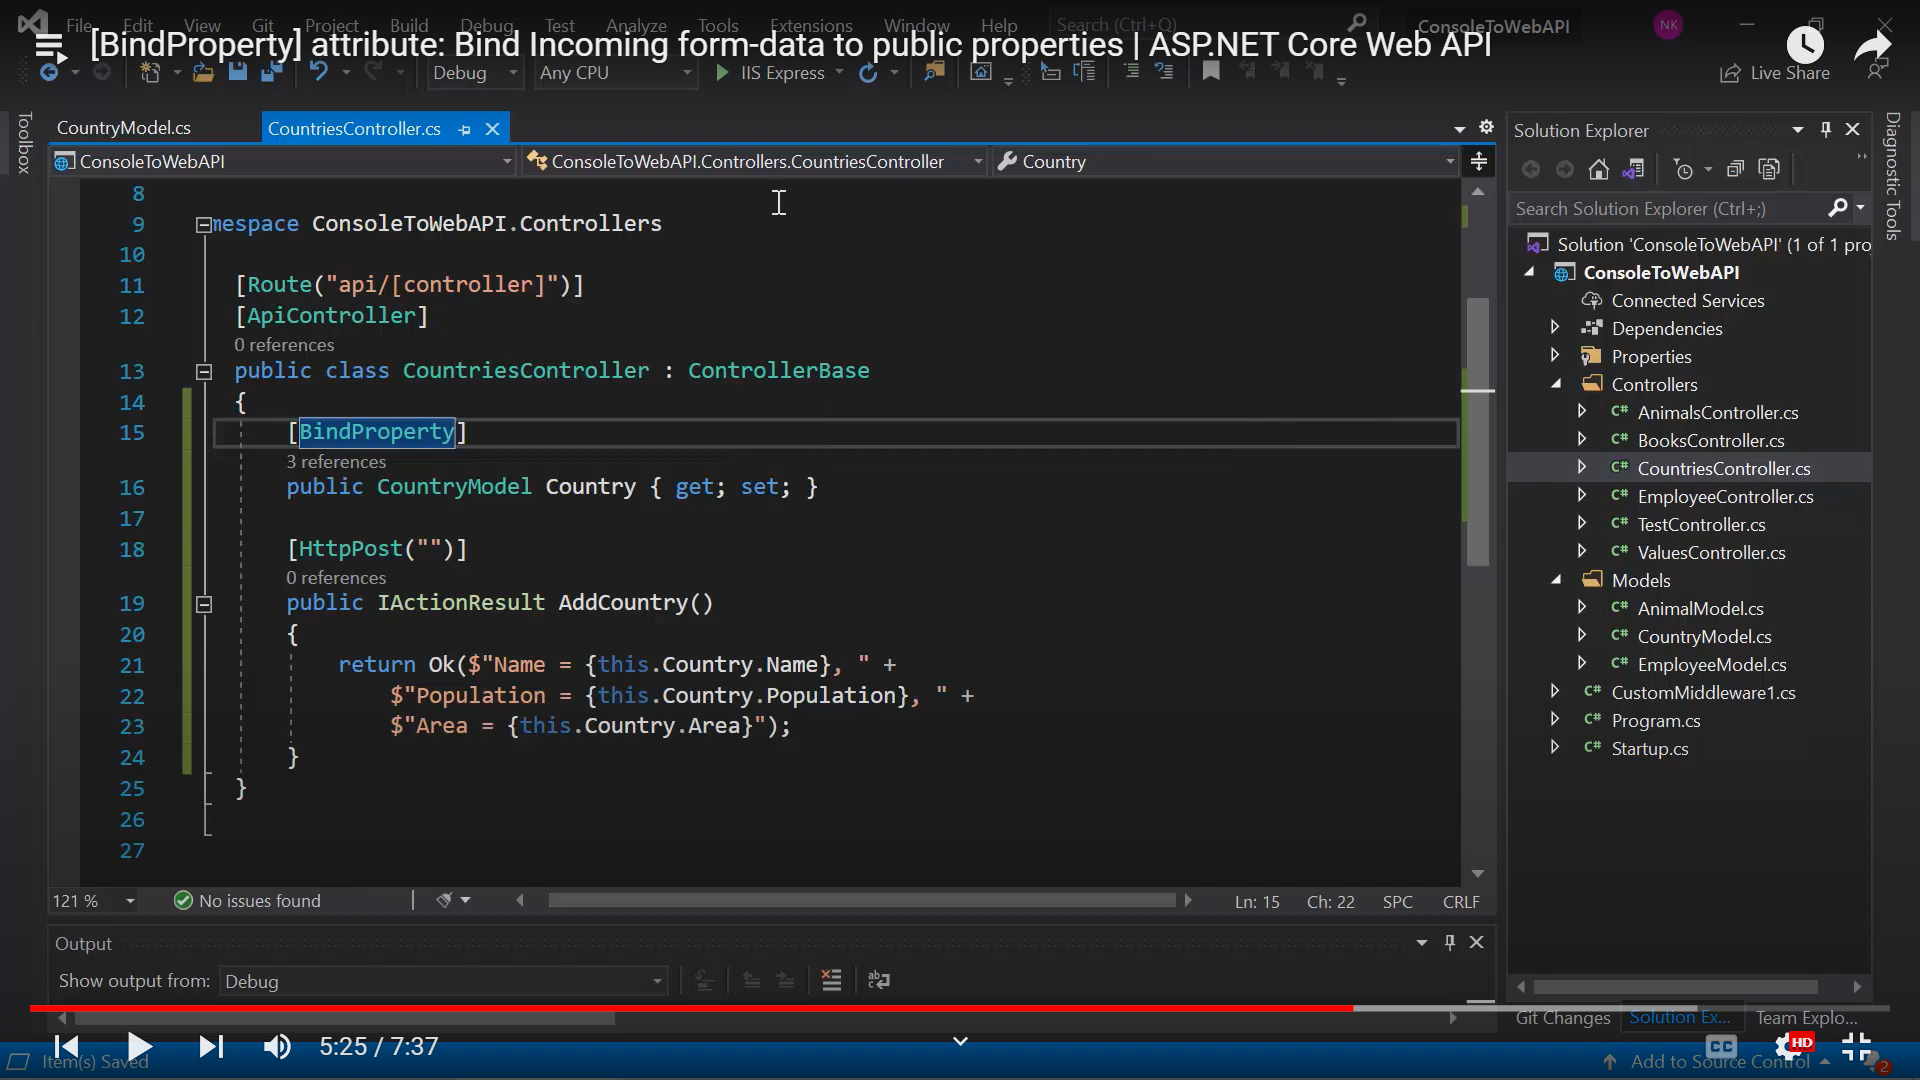 File Edit View Git Project Build Debug Test Analyze Tools Extensions Window Help Search (Ctrl+Q) ConsoleToWebAPI NK
[BindProperty] attribute: Bind Incoming form-data to public properties | ASP.NET Core Web API
Debug Any CPU IIS Express Live Share
Toolbox
CountryModel.cs CountriesController.cs
ConsoleToWebAPI ConsoleToWebAPI.Controllers.CountriesController Country
8
9 mespace ConsoleToWebAPI.Controllers
10
11 [Route("api/[controller]")]
12 [ApiController]
0 references
13 public class CountriesController : ControllerBase
14 {
15 [BindProperty]
3 references
16 public CountryModel Country { get; set; }
17
18 [HttpPost("")]
0 references
19 public IActionResult AddCountry()
20 {
21 return Ok($"Name = {this.Country.Name}, " +
22 $"Population = {this.Country.Population}, " +
23 $"Area = {this.Country.Area}");
24 }
25 }
26
27
121 % No issues found Ln: 15 Ch: 22 SPC CRLF
Output
Show output from: Debug
Solution Explorer
Search Solution Explorer (Ctrl+;)
Solution 'ConsoleToWebAPI' (1 of 1 pro
ConsoleToWebAPI
Connected Services
Dependencies
Properties
Controllers
C# AnimalsController.cs
C# BooksController.cs
C# CountriesController.cs
C# EmployeeController.cs
C# TestController.cs
C# ValuesController.cs
Models
C# AnimalModel.cs
C# CountryModel.cs
C# EmployeeModel.cs
C# CustomMiddleware1.cs
C# Program.cs
C# Startup.cs
Git Changes Solution Ex... Team Explo...
Diagnostic Tools
5:25 / 7:37 CC HD
Item(s) Saved Add to Source Control 2